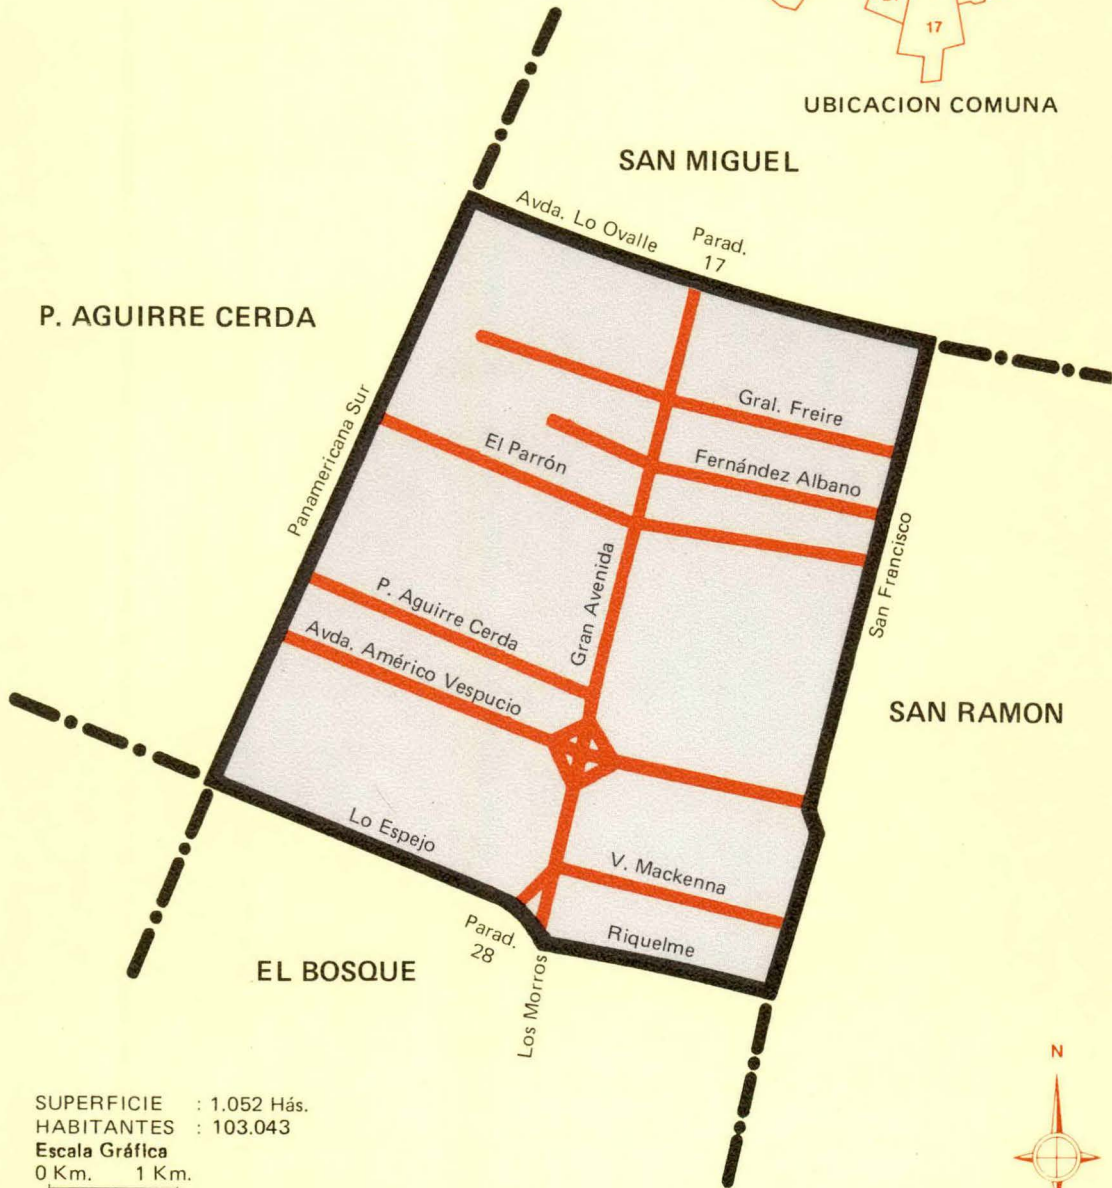 17
UBICACION COMUNA
SAN MIGUEL
Avda. Lo Ovalle
Parad.
17
P. AGUIRRE CERDA
Panamericana Sur
Gral. Freire
El Parrón
Fernández Albano
San Francisco
Gran Avenida
P. Aguirre Cerda
Avda. Américo Vespucio
SAN RAMON
Lo Espejo
V. Mackenna
Parad.
28
Riquelme
EL BOSQUE
Los Morros
N
SUPERFICIE : 1.052 Hás.
HABITANTES : 103.043
Escala Gráfica
0 Km. 1 Km.